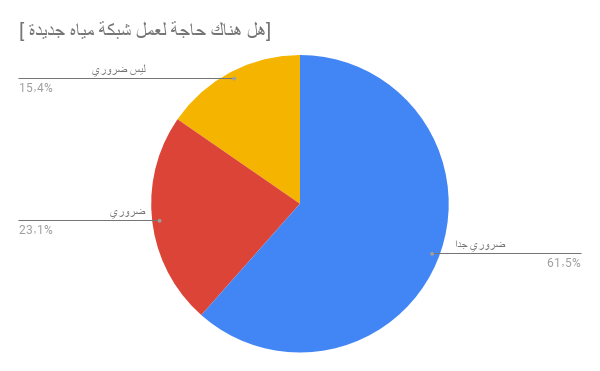 [هل هناك حاجة لعمل شبكة مياه جديدة ]
ليس ضروري
15.4%
ضروري
23.1%
ضروري جدا
61.5%